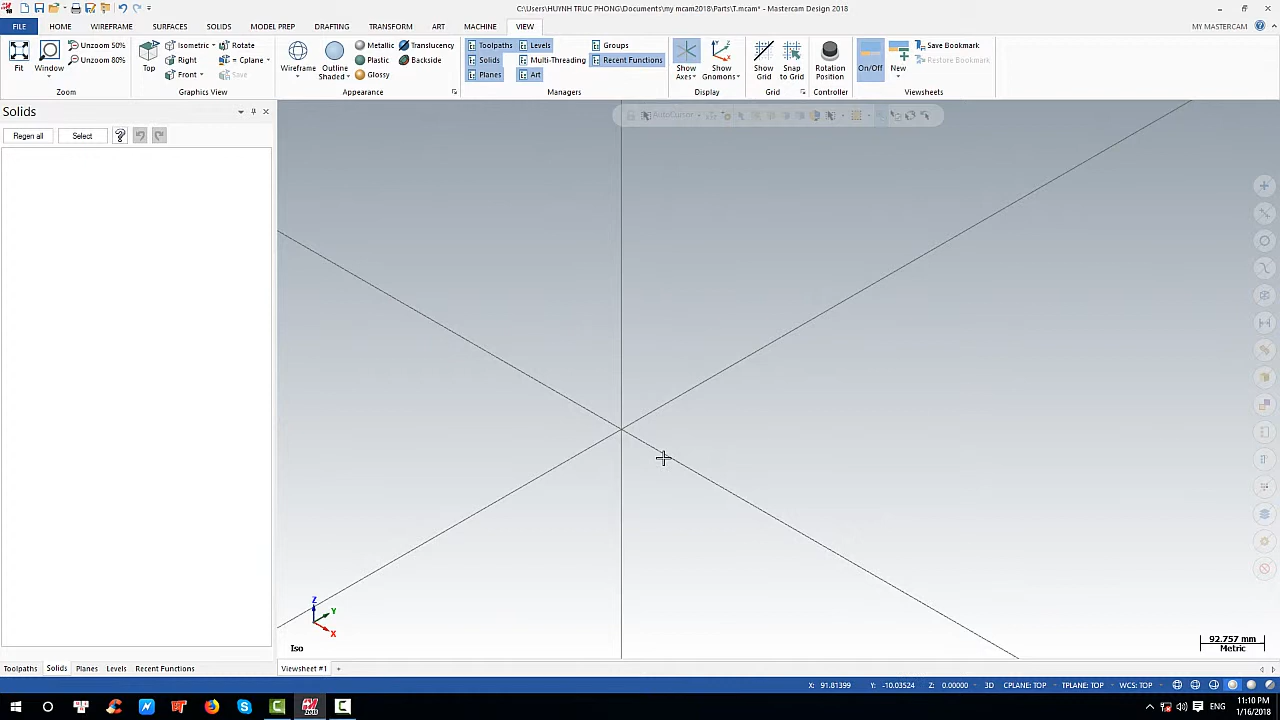 C:\Users\HUYNH TRUC PHONG\Documents\my mcam2018\Parts\T.mcam* - Mastercam Design 2018
FILE HOME WIREFRAME SURFACES SOLIDS MODEL PREP DRAFTING TRANSFORM ART MACHINE VIEW MY MASTERCAM
Unzoom 50% Isometric Rotate Metallic Translucency Toolpaths Levels Groups Save Bookmark
Unzoom 80% Right = Cplane Plastic Backside Solids Multi-Threading Recent Functions Restore Bookmark
Fit Window Top Front Save Wireframe Outline Shaded Glossy Planes Art Show Axes Show Gnomons Show Grid Snap to Grid Rotation Position On/Off New
Zoom Graphics View Appearance Managers Display Grid Controller Viewsheets
Solids
Regen all Select
AutoCursor
Z
Y
X
Iso
92.757 mm
Metric
Toolpaths Solids Planes Levels Recent Functions Viewsheet #1 +
X: 91.81399 Y: -10.03524 Z: 0.00000 3D CPLANE: TOP TPLANE: TOP WCS: TOP
ENG
11:10 PM
1/16/2018